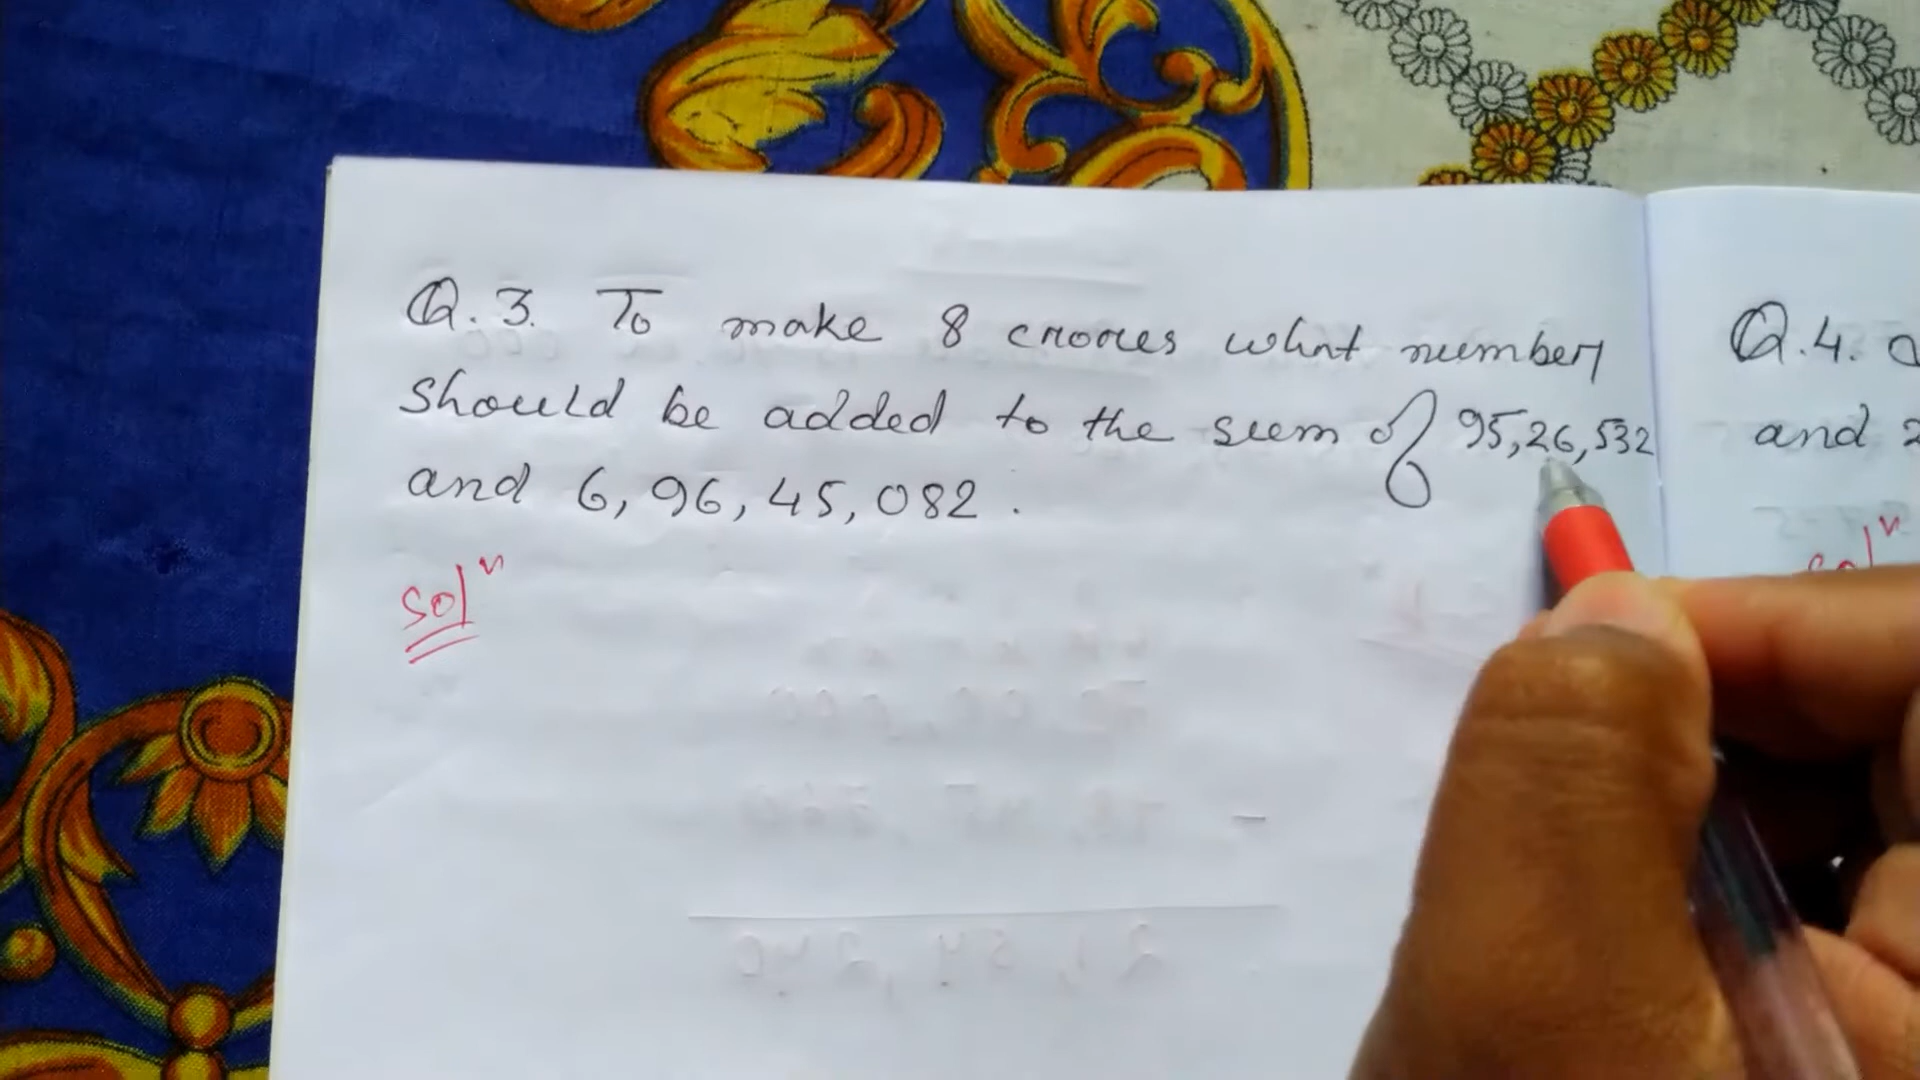 Q.3. To make 8 crores what number
should be added to the sum of 95,26,532
and 6,96,45,082.
Soln
Q.4.
and 2
Soln